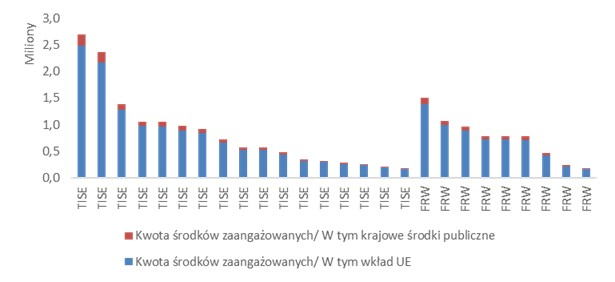 Miliony
3,0
2,5
2,0
1,5
1,0
0,5
0,0
TISE TISE TISE TISE TISE TISE TISE TISE TISE TISE TISE TISE TISE TISE TISE TISE TISE FRW FRW FRW FRW FRW FRW FRW FRW FRW
Kwota środków zaangażowanych/ W tym krajowe środki publiczne
Kwota środków zaangażowanych/ W tym wkład UE